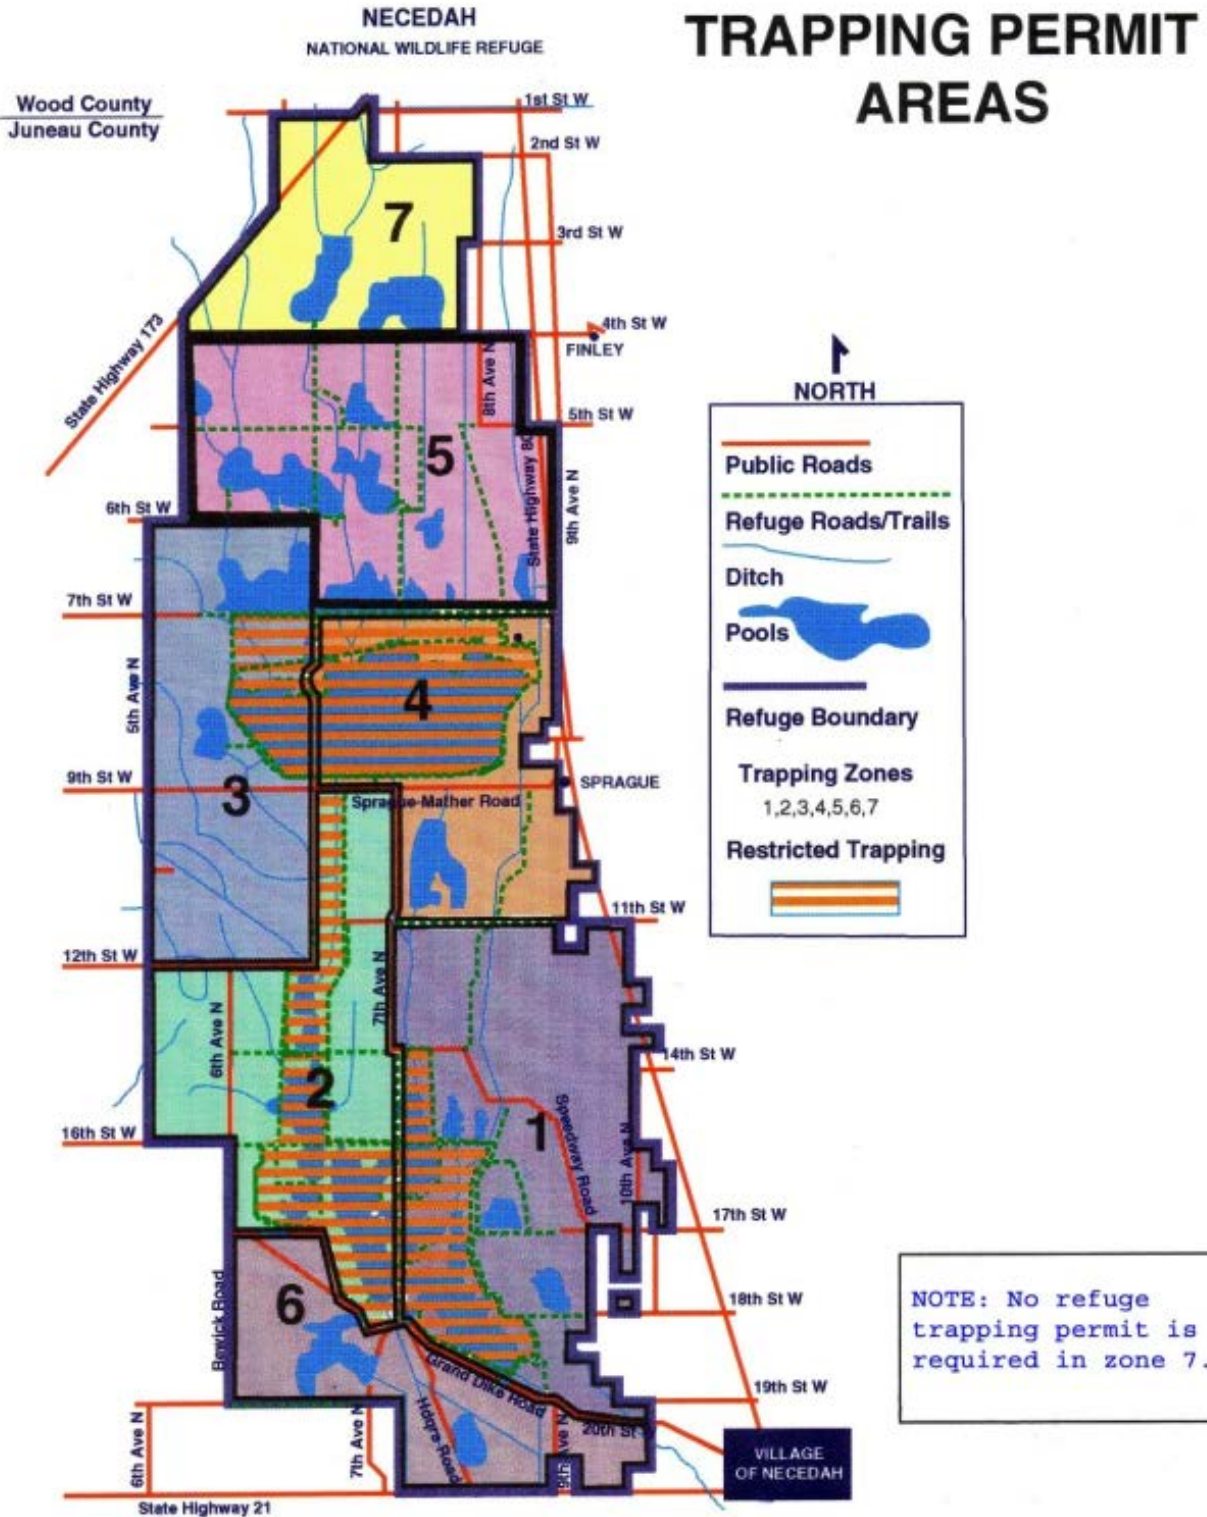 NECEDAH
NATIONAL WILDLIFE REFUGE
TRAPPING PERMIT
AREAS
Wood County
Juneau County
1st St W
2nd St W
7
3rd St W
State Highway 173
4th St W
FINLEY
8th Ave N
5th St W
5
State Highway 80
9th Ave N
6th St W
7th St W
5th Ave N
4
9th St W
3
Sprague-Mather Road
SPRAGUE
11th St W
12th St W
7th Ave N
6th Ave N
14th St W
2
1
Speedway Road
10th Ave N
16th St W
17th St W
6
18th St W
Bewick Road
Grand Dike Road
19th St W
Hdqrs Road
20th St W
9th Ave N
6th Ave N
7th Ave N
VILLAGE
OF NECEDAH
State Highway 21
NORTH
Public Roads
Refuge Roads/Trails
Ditch
Pools
Refuge Boundary
Trapping Zones
1,2,3,4,5,6,7
Restricted Trapping
NOTE: No refuge
trapping permit is
required in zone 7.